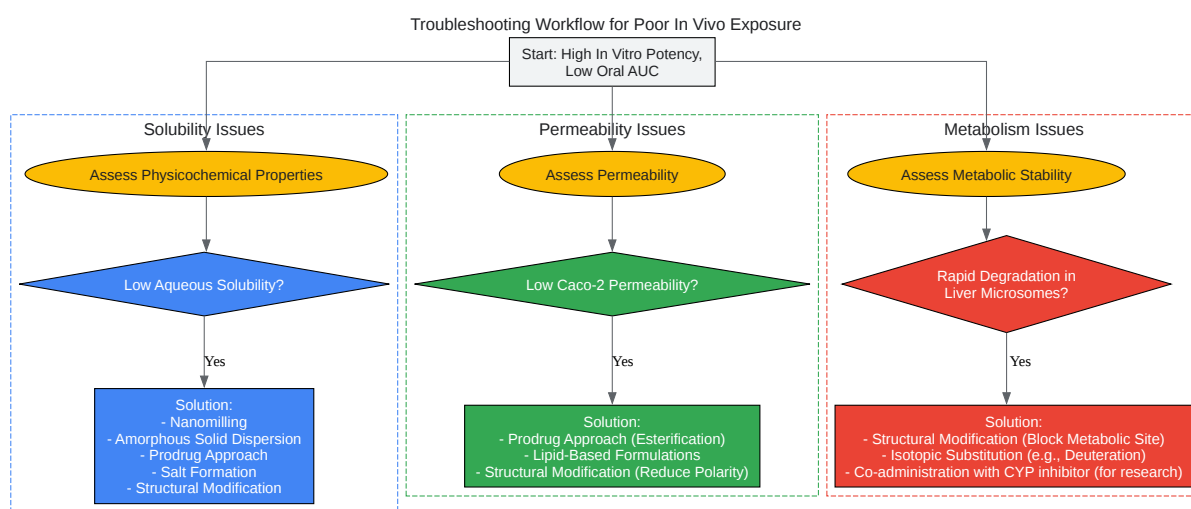 Troubleshooting Workflow for Poor In Vivo Exposure
Start: High In Vitro Potency,
Low Oral AUC
Solubility Issues
Assess Physicochemical Properties
Low Aqueous Solubility?
Yes
Solution:
- Nanomilling
- Amorphous Solid Dispersion
- Prodrug Approach
- Salt Formation
- Structural Modification
Permeability Issues
Assess Permeability
Low Caco-2 Permeability?
Yes
Solution:
- Prodrug Approach (Esterification)
- Lipid-Based Formulations
- Structural Modification (Reduce Polarity)
Metabolism Issues
Assess Metabolic Stability
Rapid Degradation in
Liver Microsomes?
Yes
Solution:
- Structural Modification (Block Metabolic Site)
- Isotopic Substitution (e.g., Deuteration)
- Co-administration with CYP inhibitor (for research)